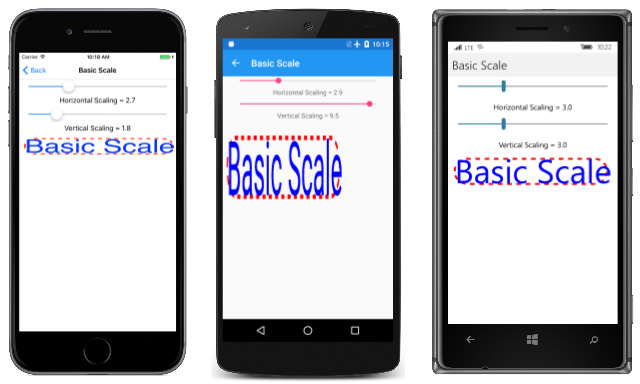 Carrier 10:18 AM
Back Basic Scale
Horizontal Scaling = 2.7
Vertical Scaling = 1.8
Basic Scale
10:15
Basic Scale
Horizontal Scaling = 2.9
Vertical Scaling = 9.5
Basic Scale
LTE 10:22
Basic Scale
Horizontal Scaling = 3.0
Vertical Scaling = 3.0
Basic Scale